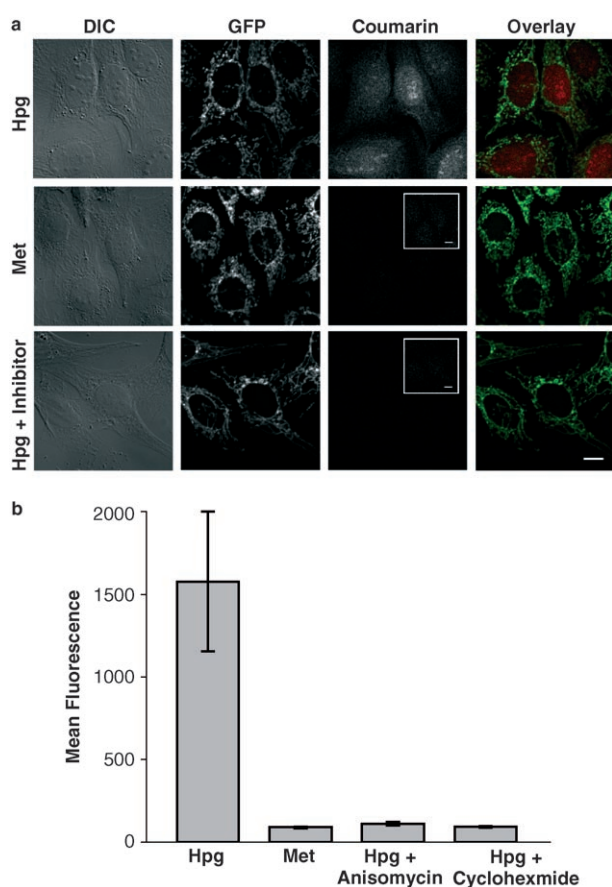 a
DIC GFP Coumarin Overlay
Hpg
Met
Hpg + Inhibitor
b
Mean Fluorescence
2000
1500
1000
500
0
Hpg Met Hpg + Anisomycin Hpg + Cyclohexmide